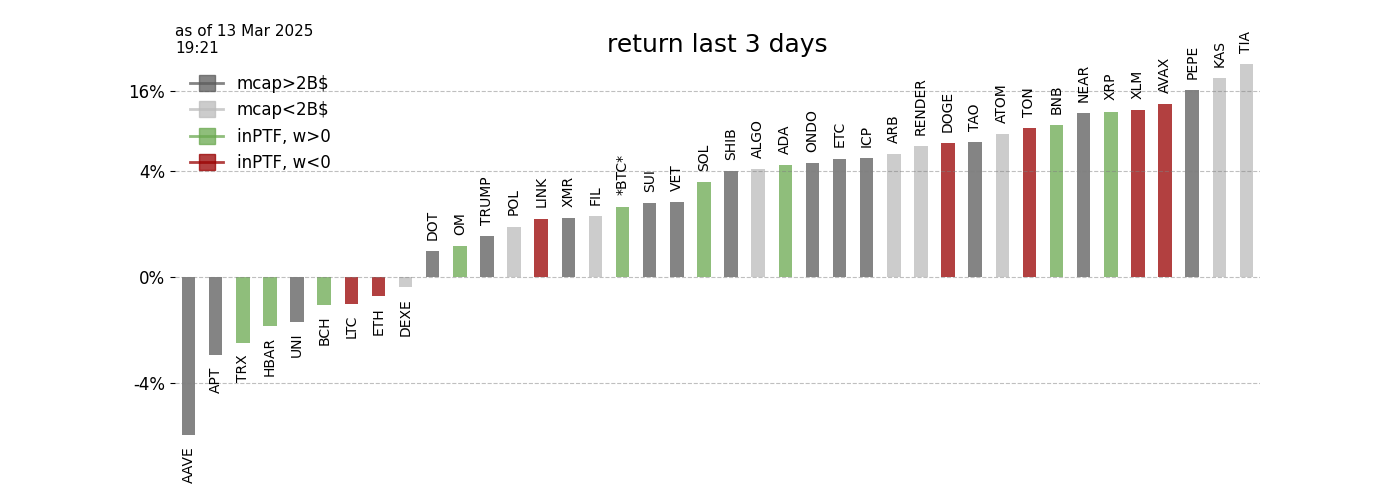 as of 13 Mar 2025
19:21
return last 3 days
mcap>2B$
mcap<2B$
inPTF, w>0
inPTF, w<0
16%
4%
0%
-4%
AAVE
APT
TRX
HBAR
UNI
BCH
LTC
ETH
DEXE
DOT
OM
TRUMP
POL
LINK
XMR
FIL
*BTC*
SUI
VET
SOL
SHIB
ALGO
ADA
ONDO
ETC
ICP
ARB
RENDER
DOGE
TAO
ATOM
TON
BNB
NEAR
XRP
XLM
AVAX
PEPE
KAS
TIA